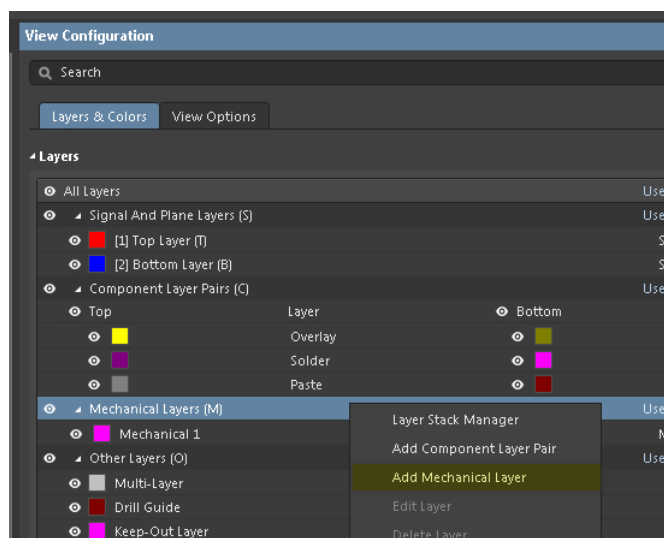 View Configuration
Search
Layers & Colors View Options
Layers
All Layers Use
Signal And Plane Layers (S) Use
[1] Top Layer (T) S
[2] Bottom Layer (B) S
Component Layer Pairs (C) Use
Top Layer Bottom
Overlay
Solder
Paste
Mechanical Layers (M) Use
Layer Stack Manager
Mechanical 1
Add Component Layer Pair
Other Layers (O) Use
Add Mechanical Layer
Multi-Layer
Drill Guide
Edit Layer
Keep-Out Layer
Delete Layer